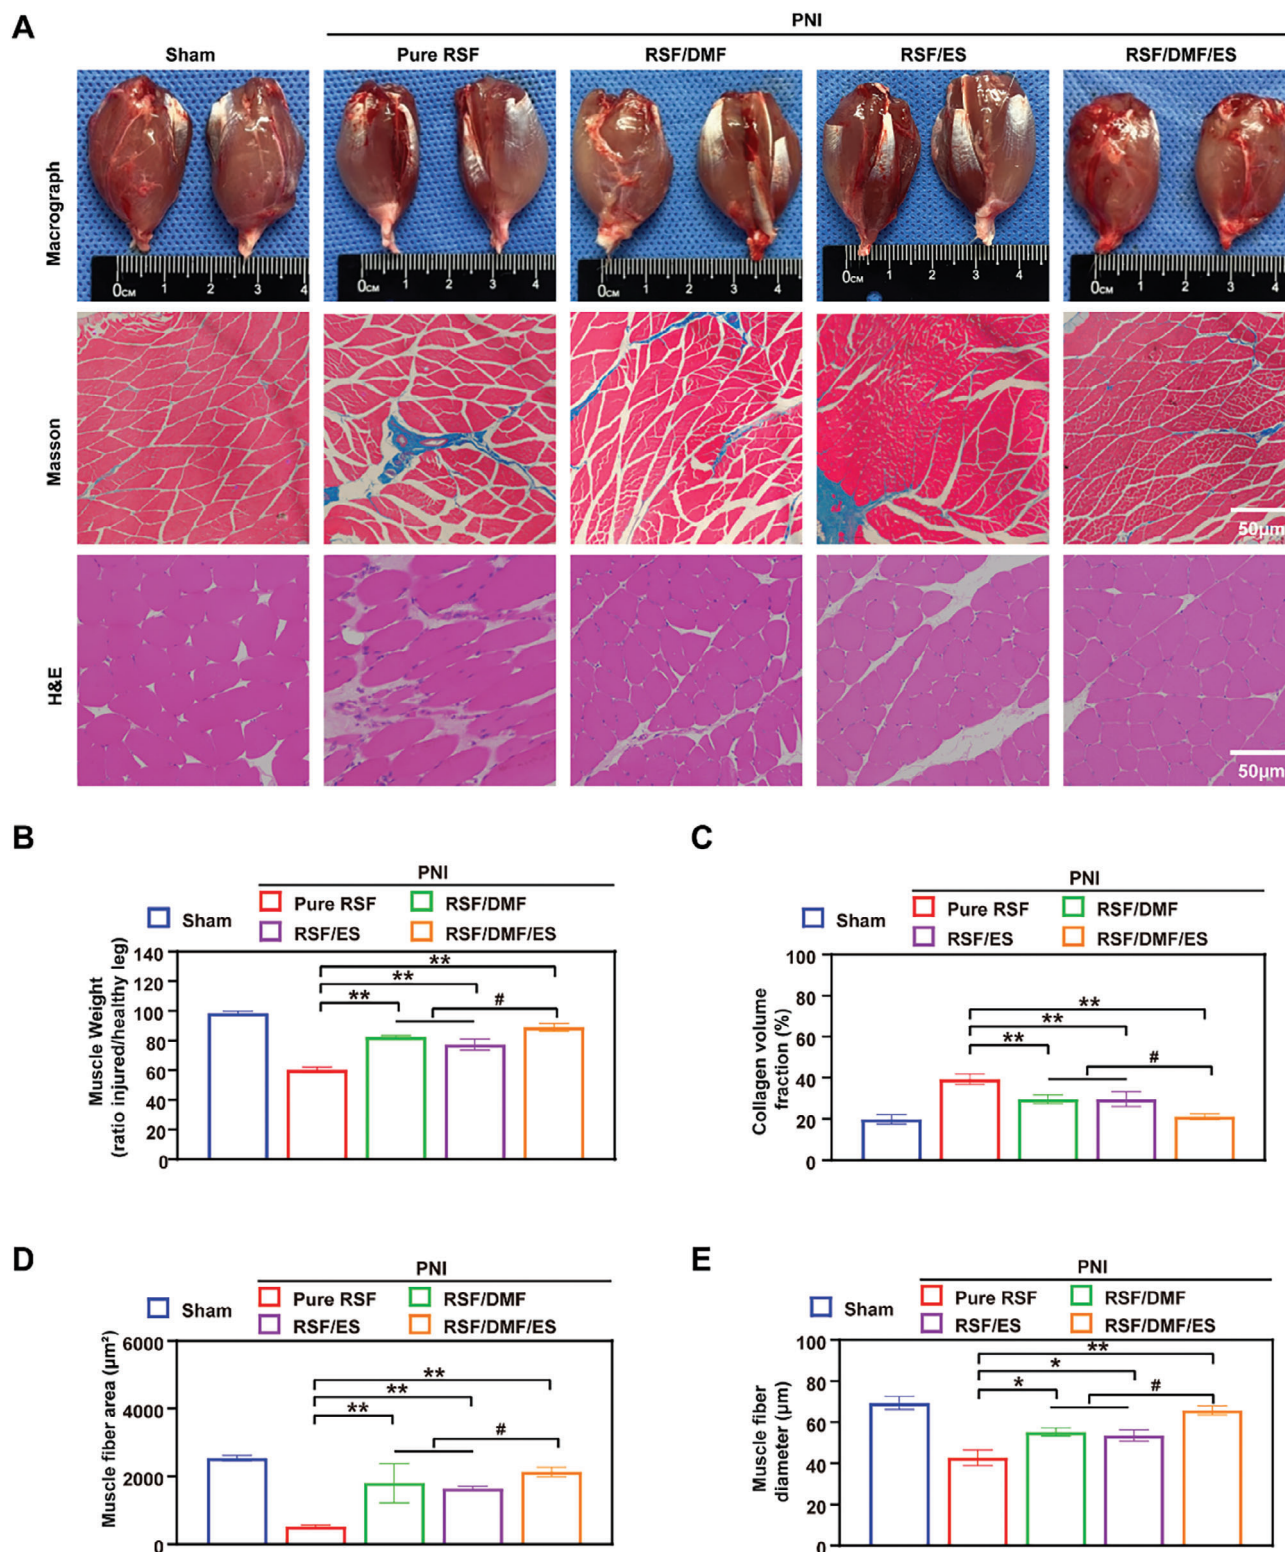 A
PNI
Sham
Pure RSF
RSF/DMF
RSF/ES
RSF/DMF/ES
Macrograph
0CM 1 2 3 4
0CM 1 2 3 4
0 1 2 3 4
0CM 1 2 3 4
0CM 1 2 3
Masson
50μm
H&E
50μm
B
PNI
Sham
Pure RSF
RSF/DMF
RSF/ES
RSF/DMF/ES
Muscle Weight
(ratio injured/healthy leg)
140
120
100
80
60
40
20
0
**
**
**
#
C
PNI
Sham
Pure RSF
RSF/DMF
RSF/ES
RSF/DMF/ES
Collagen volume
fraction (%)
100
80
60
40
20
0
**
**
**
#
D
PNI
Sham
Pure RSF
RSF/DMF
RSF/ES
RSF/DMF/ES
Muscle fiber area (μm²)
6000
4000
2000
0
**
**
**
#
E
PNI
Sham
Pure RSF
RSF/DMF
RSF/ES
RSF/DMF/ES
Muscle fiber
diameter (μm)
100
80
60
40
20
0
**
*
*
#